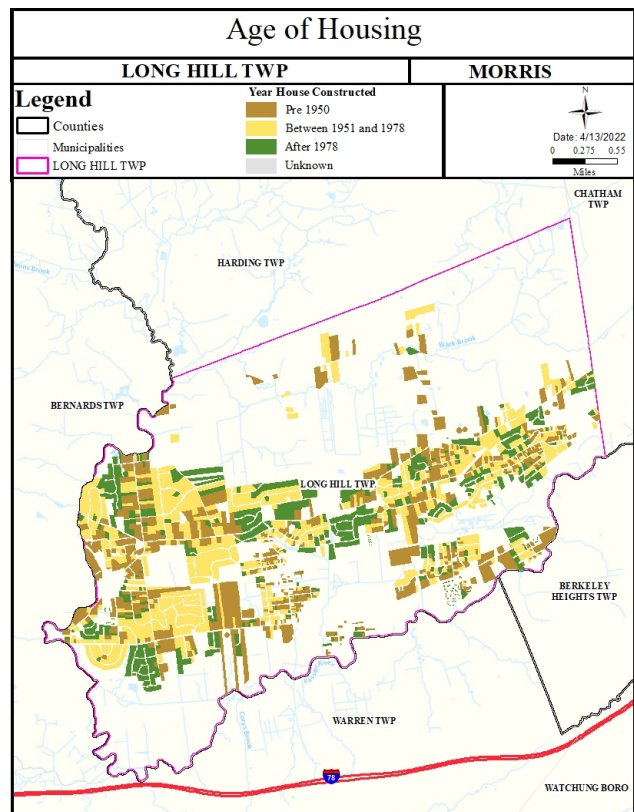 Age of Housing
LONG HILL TWP
MORRIS
Legend
Counties
Municipalities
LONG HILL TWP
Year House Constructed
Pre 1950
Between 1951 and 1978
After 1978
Unknown
N
Date: 4/13/2022
0 0.275 0.55
Miles
CHATHAM
TWP
HARDING TWP
Black Brook
BERNARDS TWP
LONG HILL TWP
BERKELEY
HEIGHTS TWP
WARREN TWP
78
WATCHUNG BORO